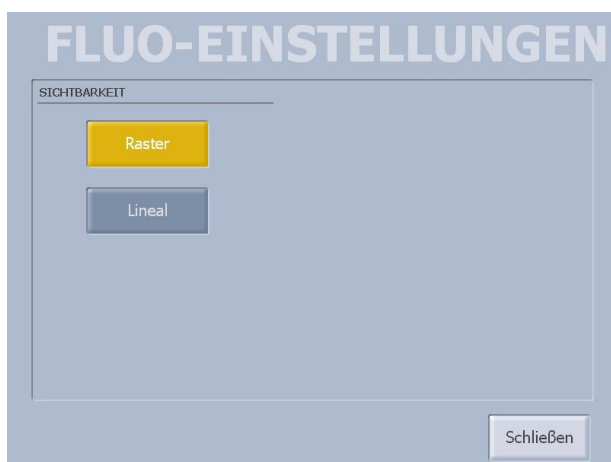 FLUO-EINSTELLUNGEN
SICHTBARKEIT
Raster
Lineal
Schließen